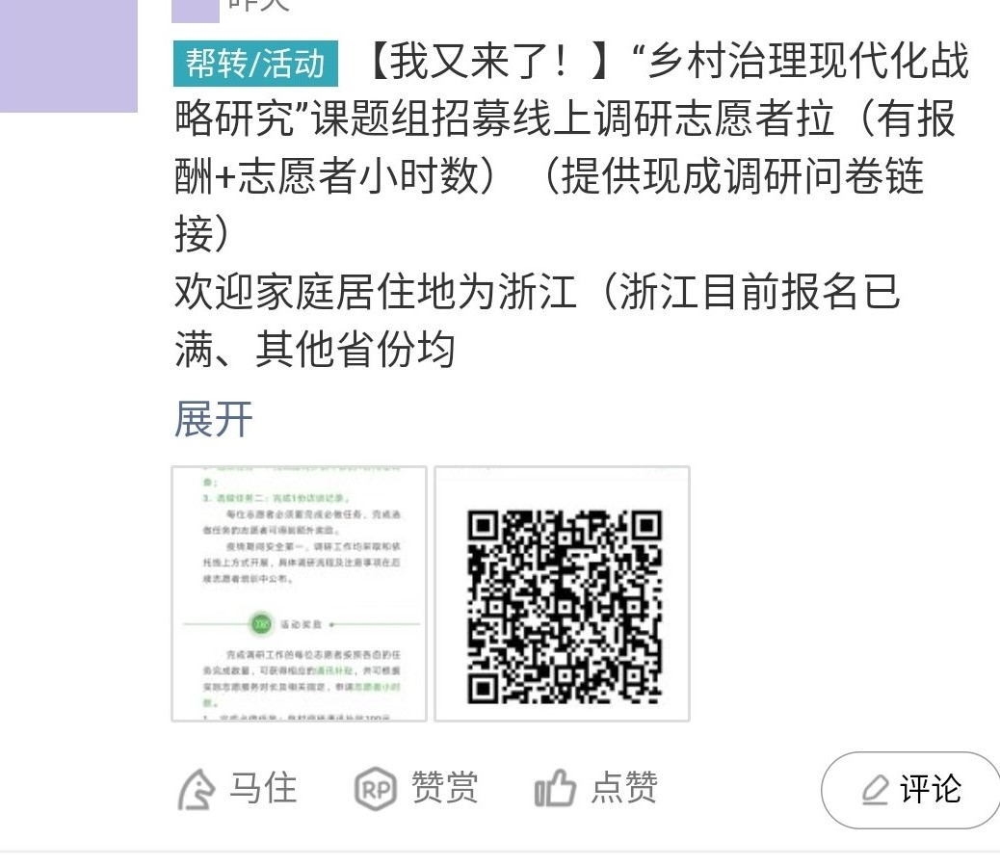 昨天
帮转/活动 【我又来了！】“乡村治理现代化战
略研究”课题组招募线上调研志愿者拉（有报
酬+志愿者小时数）（提供现成调研问卷链
接）
欢迎家庭居住地为浙江（浙江目前报名已
满、其他省份均
展开
3. 选做任务二：完成1份访谈记录。
每位志愿者必须要完成必做任务，完成选
做任务的志愿者可得到额外奖励。
疫情期间安全第一，调研工作均采取和依
托线上方式开展，具体调研流程及注意事项在后
续志愿者培训中公布。
活动奖励
完成调研工作的每位志愿者按照各自的任
务完成数量，可获得相应的通讯补贴，并可根据
实际志愿服务时长及相关规定，申请志愿者小时
数。
马住
RP 赞赏
点赞
评论